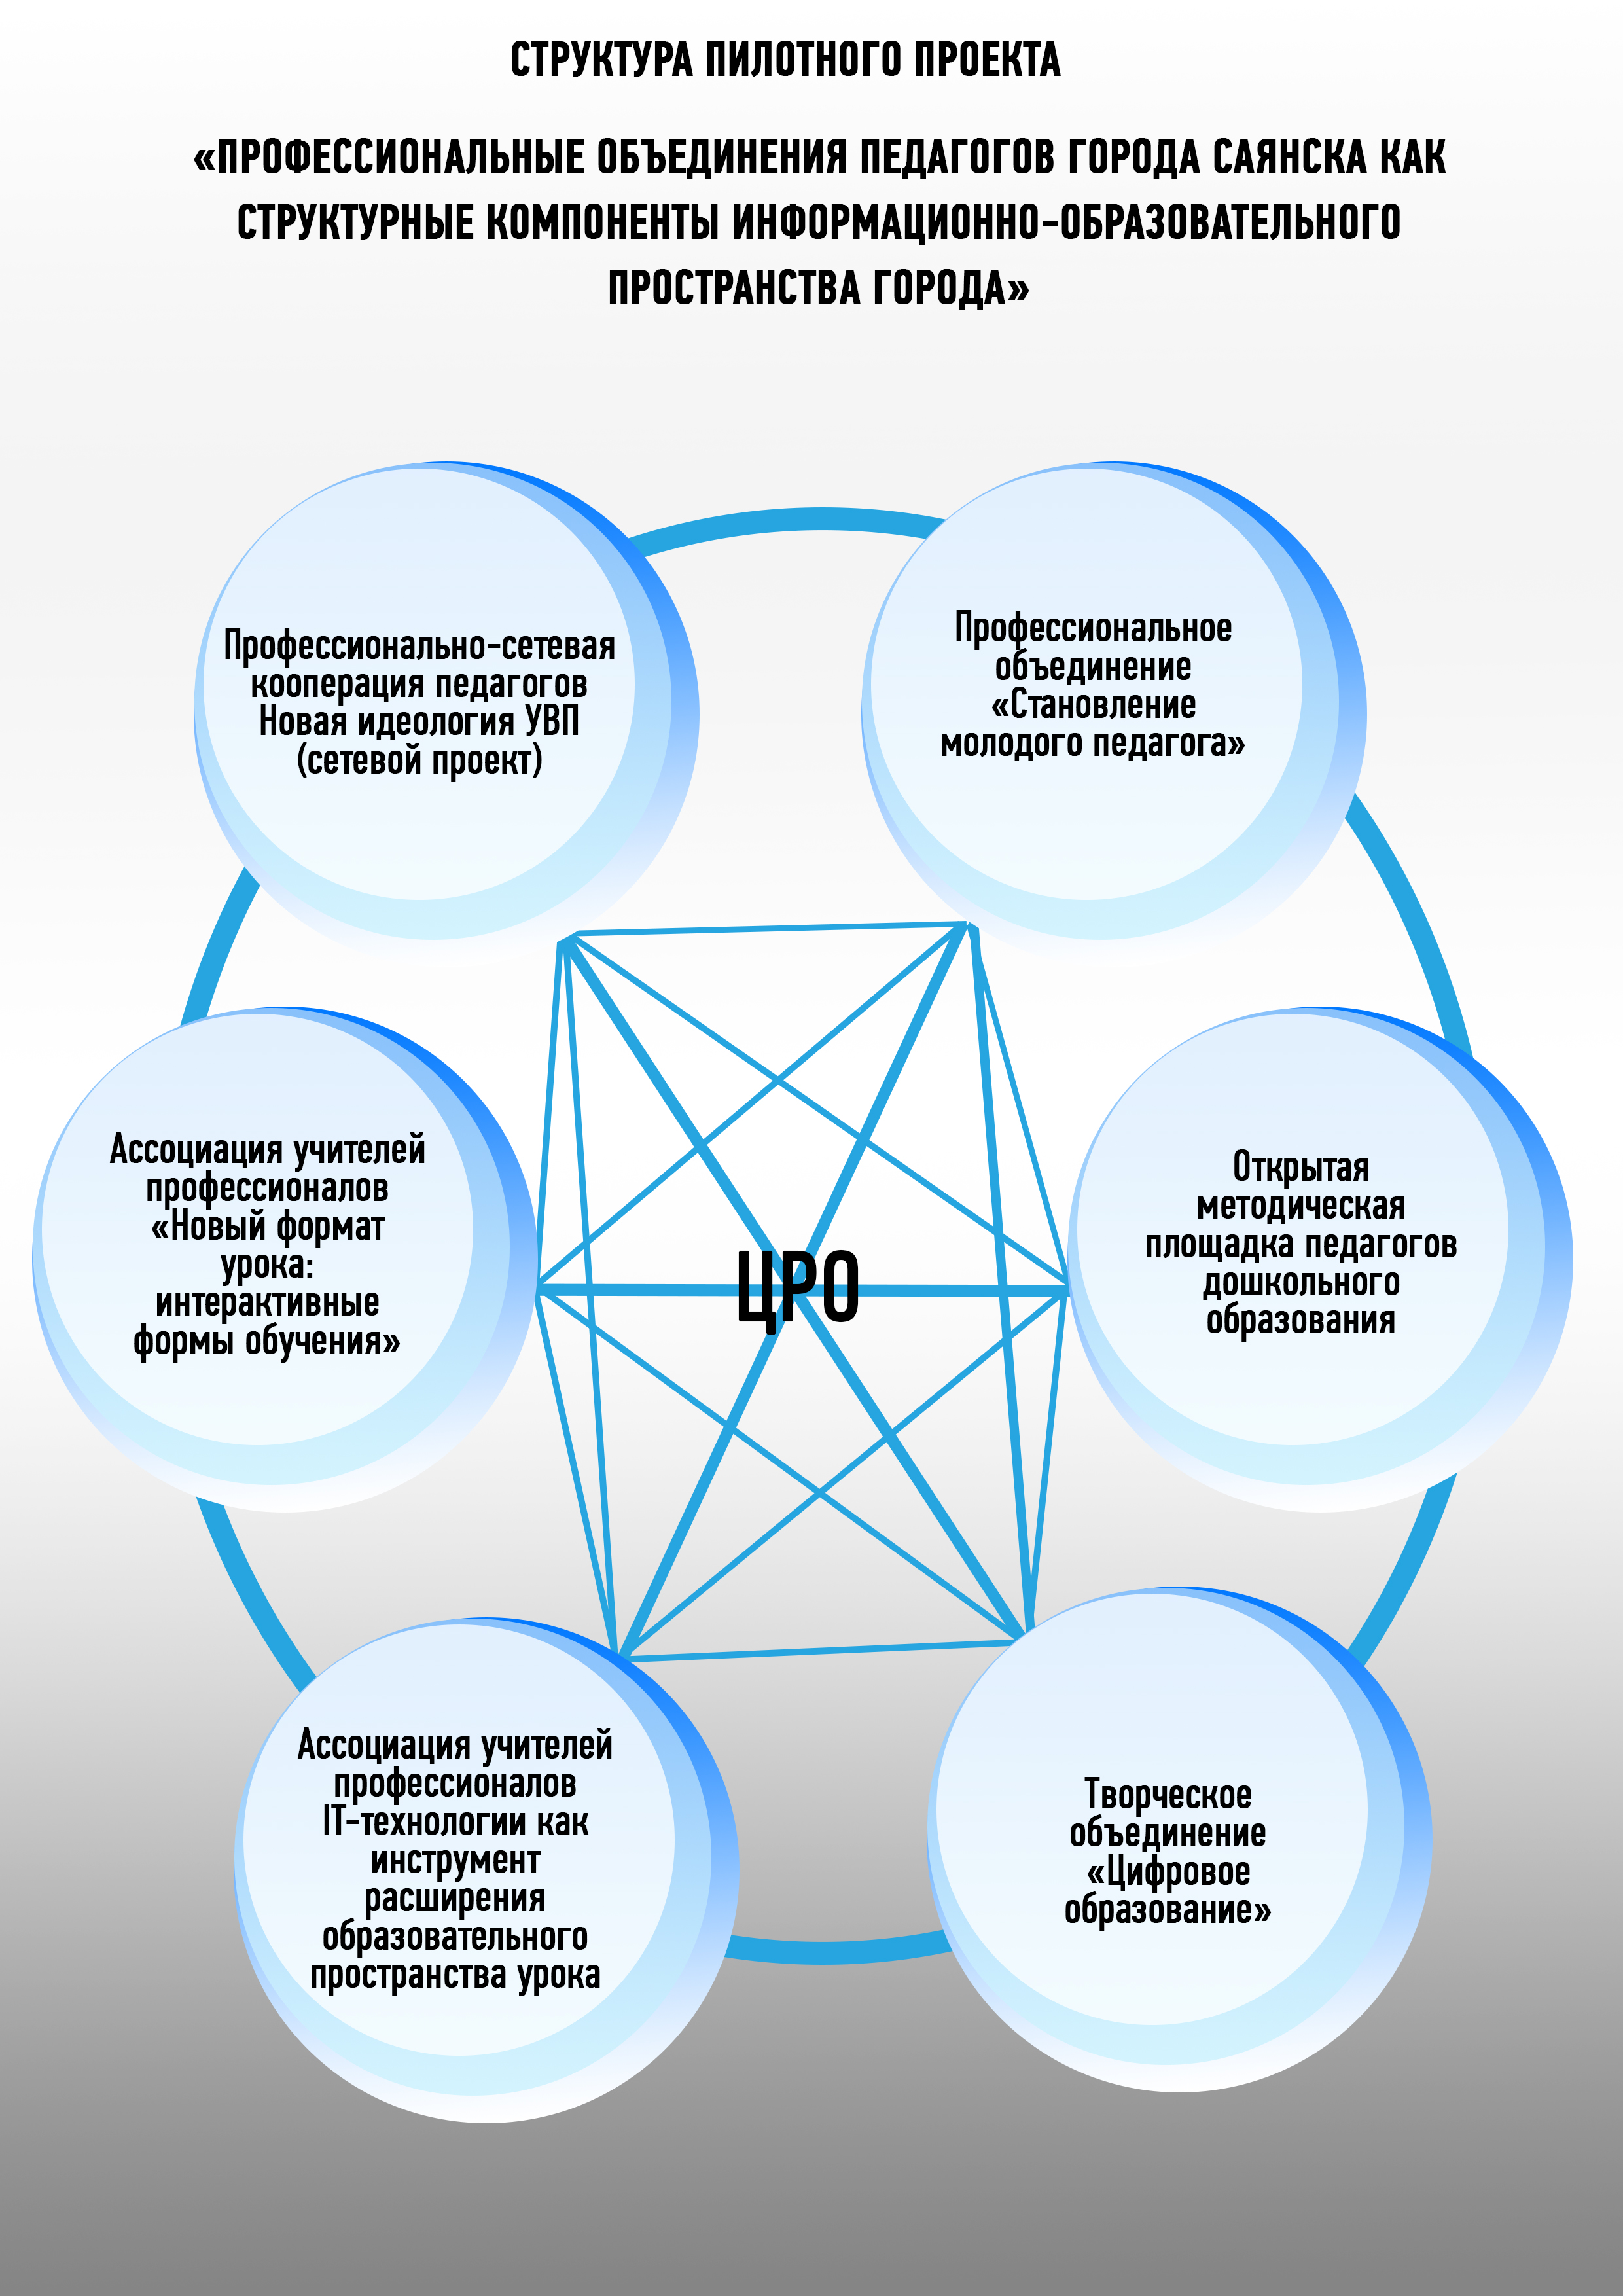 СТРУКТУРА ПИЛОТНОГО ПРОЕКТА
«ПРОФЕССИОНАЛЬНЫЕ ОБЪЕДИНЕНИЯ ПЕДАГОГОВ ГОРОДА САЯНСКА КАК
СТРУКТУРНЫЕ КОМПОНЕНТЫ ИНФОРМАЦИОННО-ОБРАЗОВАТЕЛЬНОГО
ПРОСТРАНСТВА ГОРОДА»
Профессионально-сетевая
кооперация педагогов
Новая идеология УВП
(сетевой проект)
Профессиональное
объединение
«Становление
молодого педагога»
Ассоциация учителей
профессионалов
«Новый формат
урока:
интерактивные
формы обучения»
ЦРО
Открытая
методическая
площадка педагогов
дошкольного
образования
Ассоциация учителей
профессионалов
IT-технологии как
инструмент
расширения
образовательного
пространства урока
Творческое
объединение
«Цифровое
образование»